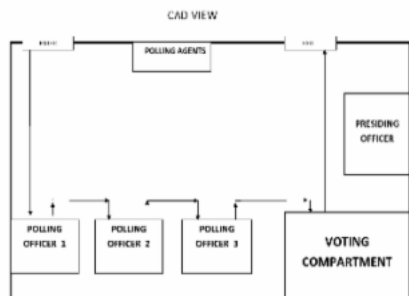 CAD VIEW
POLLING AGENTS
PRESIDING
OFFICER
POLLING
OFFICER 1
POLLING
OFFICER 2
POLLING
OFFICER 3
VOTING
COMPARTMENT